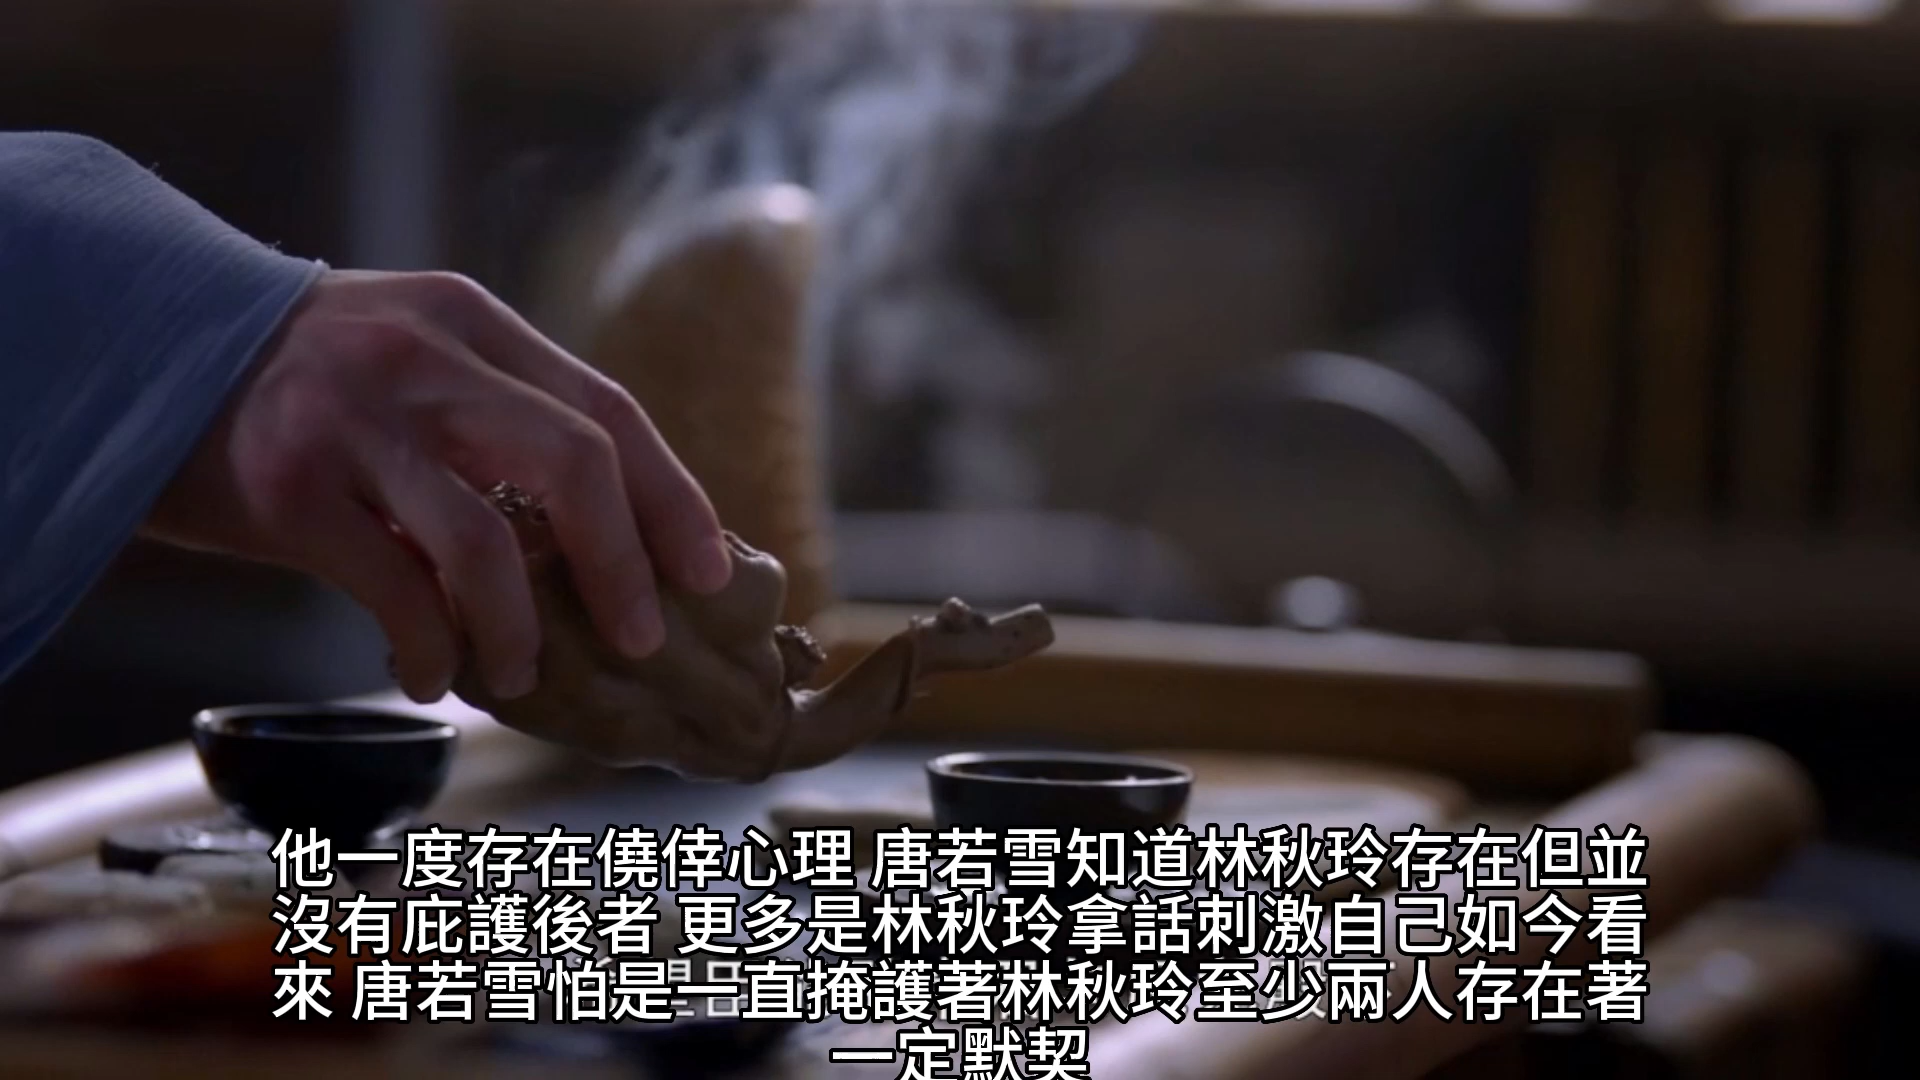 他一度存在僥倖心理 唐若雪知道林秋玲存在但並
沒有庇護後者 更多是林秋玲拿話刺激自己如今看
來 唐若雪怕是一直掩護著林秋玲至少兩人存在著
一定默契